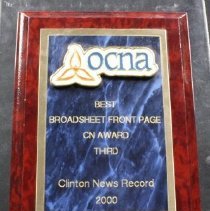 ocna
BEST
BROADSHEET FRONT PAGE
CN AWARD
THIRD
Clinton News Record
2000